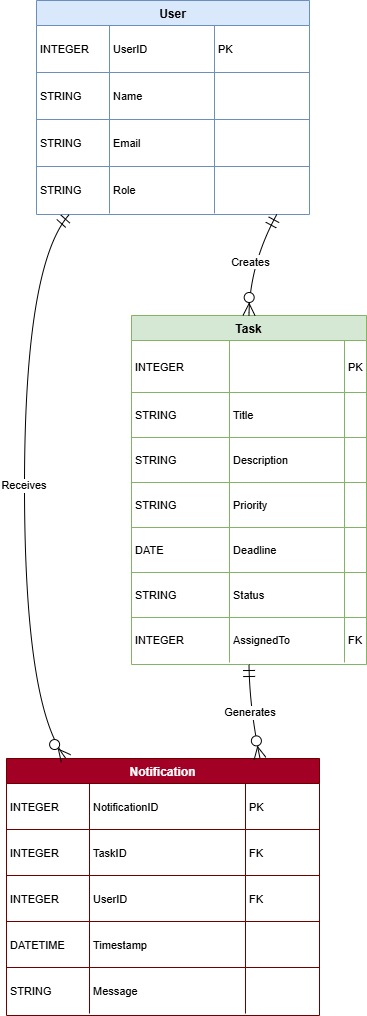 User
INTEGER UserID PK
STRING Name
STRING Email
STRING Role
Creates
Task
INTEGER PK
STRING Title
STRING Description
STRING Priority
DATE Deadline
STRING Status
INTEGER AssignedTo FK
Receives
Generates
Notification
INTEGER NotificationID PK
INTEGER TaskID FK
INTEGER UserID FK
DATETIME Timestamp
STRING Message